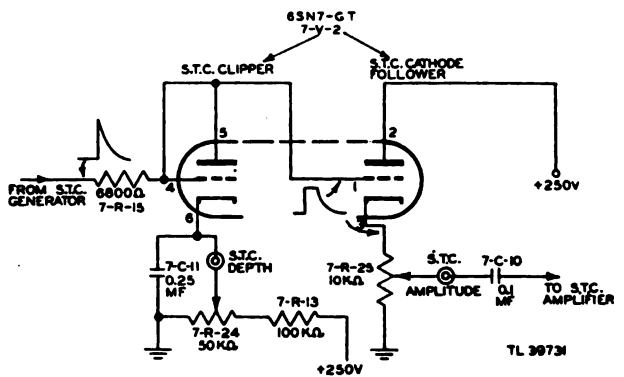 6SN7-GT
7-V-2
S.T.C. CLIPPER
S.T.C. CATHODE
FOLLOWER
5
2
FROM S.T.C.
GENERATOR
6800Ω
7-R-15
4
1
+250V
6
7-C-11
0.25
MF
S.T.C.
DEPTH
7-R-25
10KΩ
S.T.C.
AMPLITUDE
7-C-10
0.1
MF
TO S.T.C.
AMPLIFIER
7-R-24
50KΩ
7-R-13
100KΩ
+250V
TL 39731